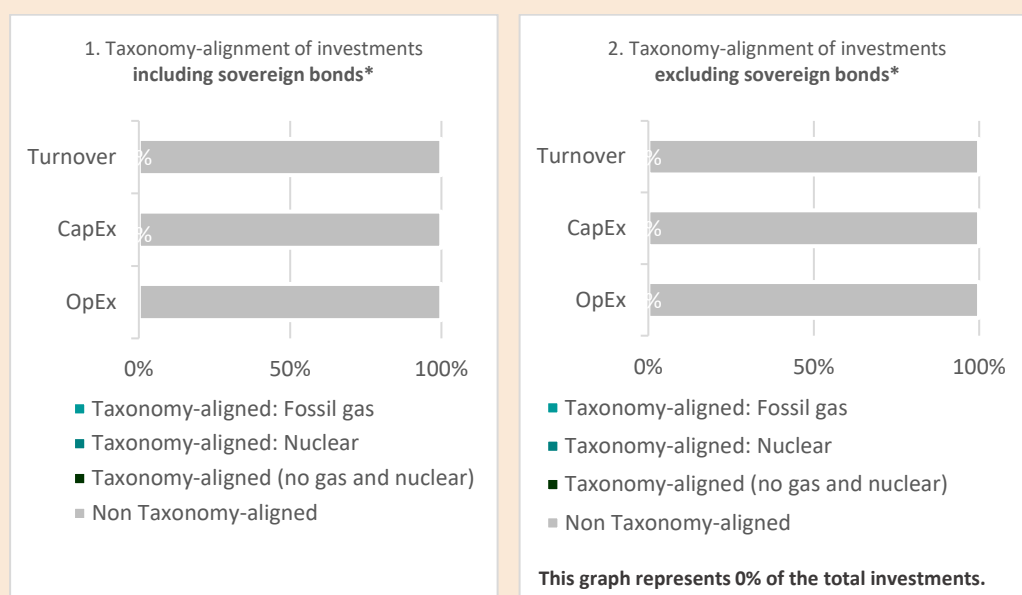 1. Taxonomy-alignment of investments
including sovereign bonds*
Turnover
%
CapEx
%
OpEx
0% 50% 100%
Taxonomy-aligned: Fossil gas
Taxonomy-aligned: Nuclear
Taxonomy-aligned (no gas and nuclear)
Non Taxonomy-aligned
2. Taxonomy-alignment of investments
excluding sovereign bonds*
Turnover
%
CapEx
%
OpEx
%
0% 50% 100%
Taxonomy-aligned: Fossil gas
Taxonomy-aligned: Nuclear
Taxonomy-aligned (no gas and nuclear)
Non Taxonomy-aligned
This graph represents 0% of the total investments.